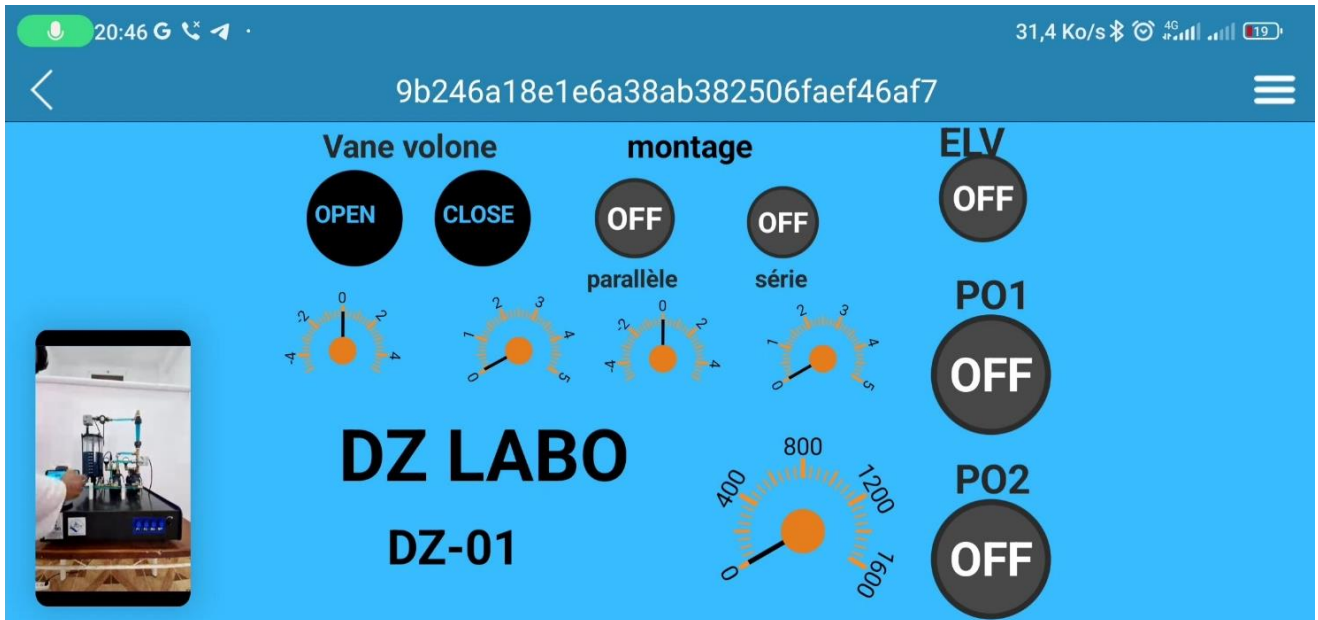 20:46 G
31,4 Ko/s 4G 19
9b246a18e1e6a38ab382506faef46af7
Vane volone
montage
ELV
OPEN
CLOSE
OFF
OFF
OFF
parallèle
série
-4 -2 0 2 4
0 1 2 3 4 5
-4 -2 0 2 4
0 1 2 3 4 5
PO1
OFF
DZ LABO
DZ-01
0 400 800 1200 1600
PO2
OFF